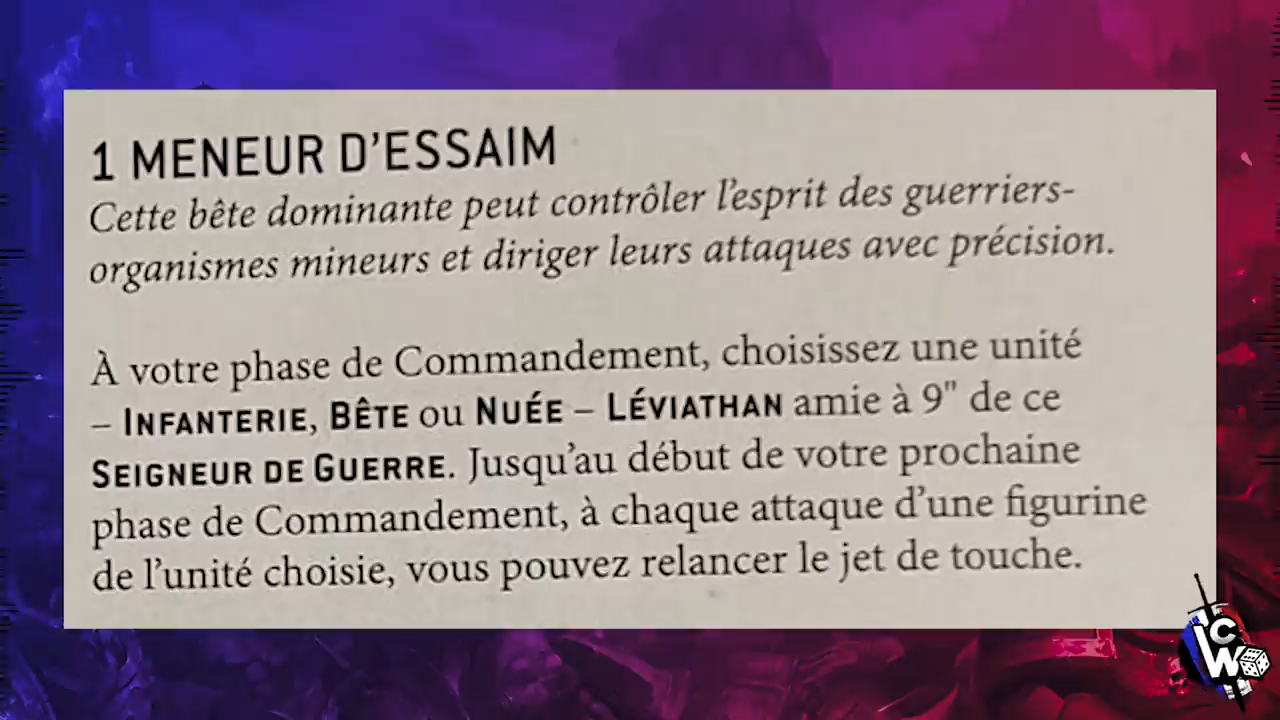 1 MENEUR D'ESSAIM
Cette bête dominante peut contrôler l'esprit des guerriers-
organismes mineurs et diriger leurs attaques avec précision.
À votre phase de Commandement, choisissez une unité
– INFANTERIE, BÊTE ou NUÉE – LÉVIATHAN amie à 9" de ce
SEIGNEUR DE GUERRE. Jusqu'au début de votre prochaine
phase de Commandement, à chaque attaque d'une figurine
de l'unité choisie, vous pouvez relancer le jet de touche.
ICW